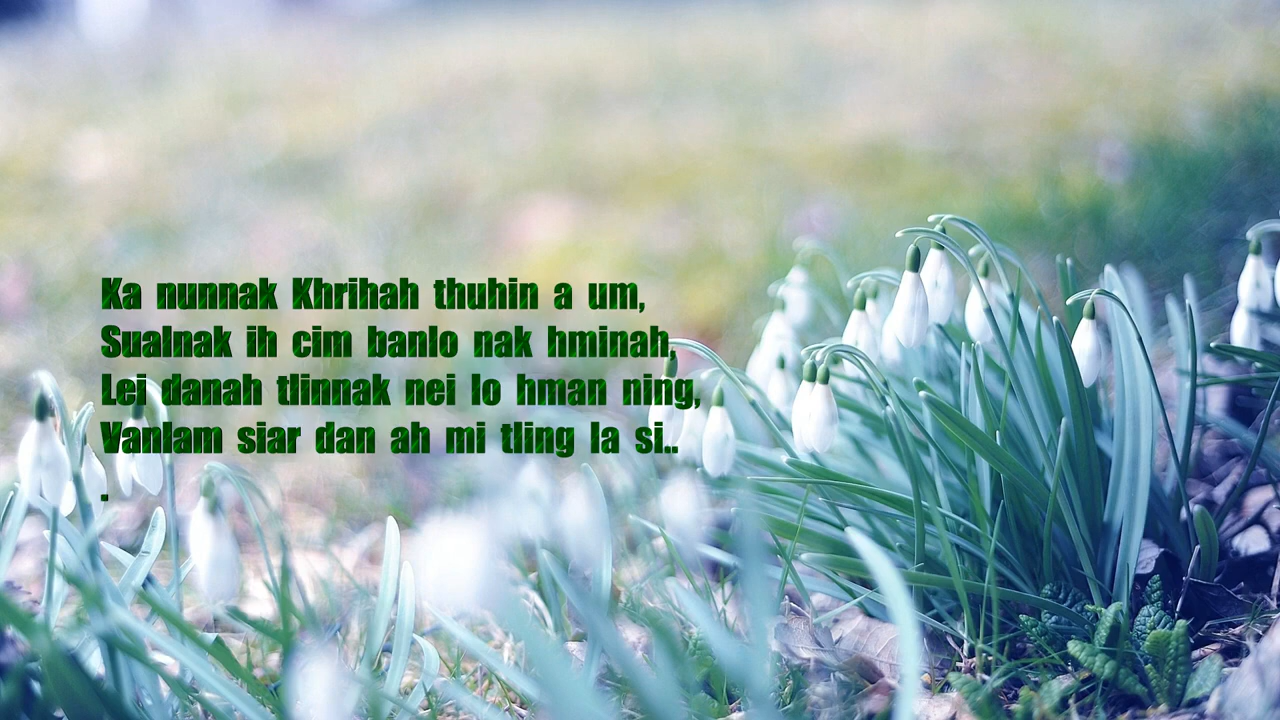 Ka nunnak Khrihah thuhin a um,
Sualnak ih cim banlo nak hminah,
Lei danah tlinnak nei lo hman ning,
Vanlam siar dan ah mi tling la si..
.